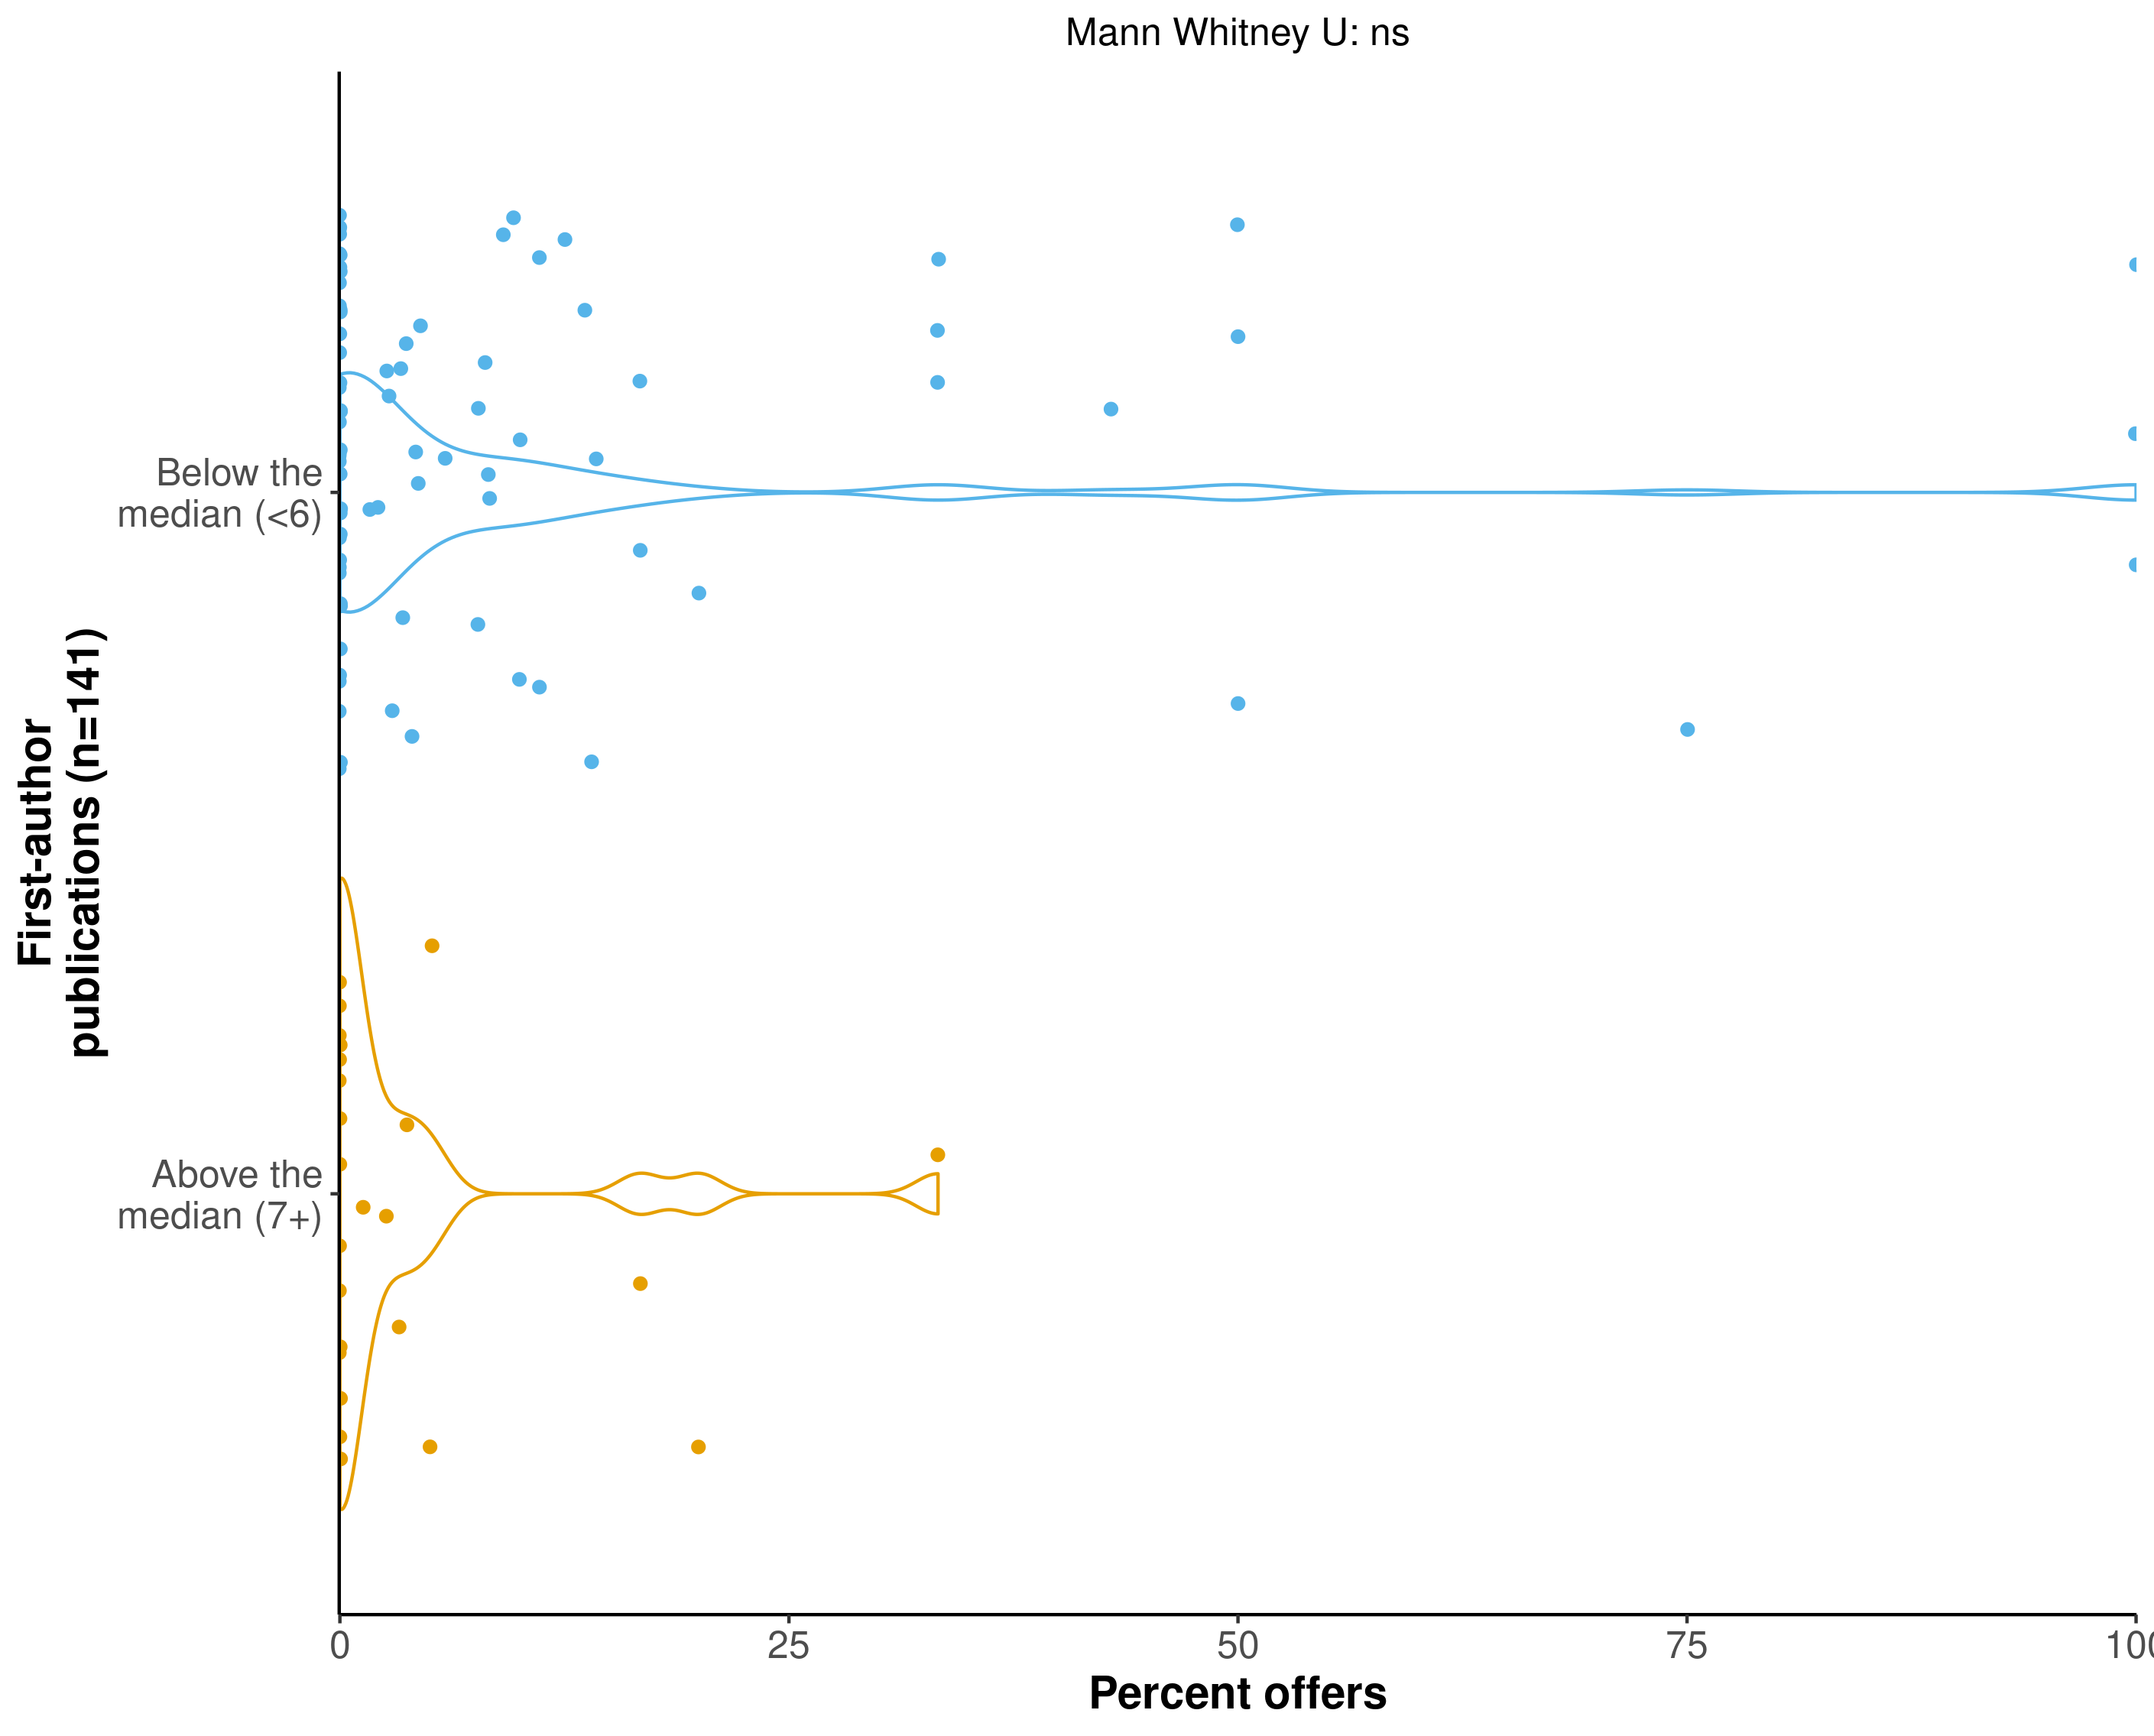 Mann Whitney U: ns
First-author
publications (n=141)
Below the
median (<6)
Above the
median (7+)
0
25
50
75
100
Percent offers